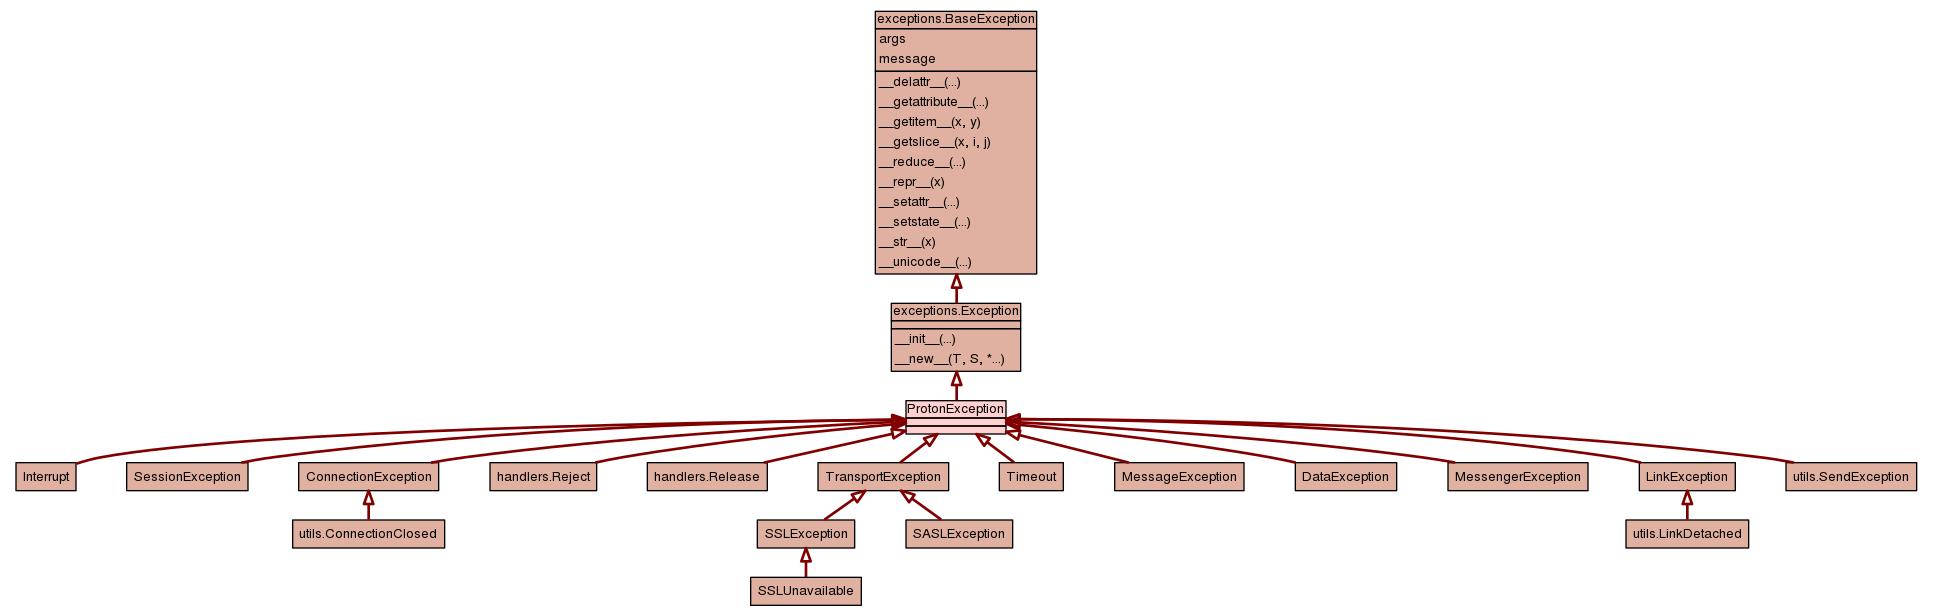 exceptions.BaseException
args
message
__delattr__(...)
__getattribute__(...)
__getitem__(x, y)
__getslice__(x, i, j)
__reduce__(...)
__repr__(x)
__setattr__(...)
__setstate__(...)
__str__(x)
__unicode__(...)
exceptions.Exception
__init__(...)
__new__(T, S, *...)
ProtonException
Interrupt
SessionException
ConnectionException
handlers.Reject
handlers.Release
TransportException
Timeout
MessageException
DataException
MessengerException
LinkException
utils.SendException
utils.ConnectionClosed
SSLException
SASLException
utils.LinkDetached
SSLUnavailable